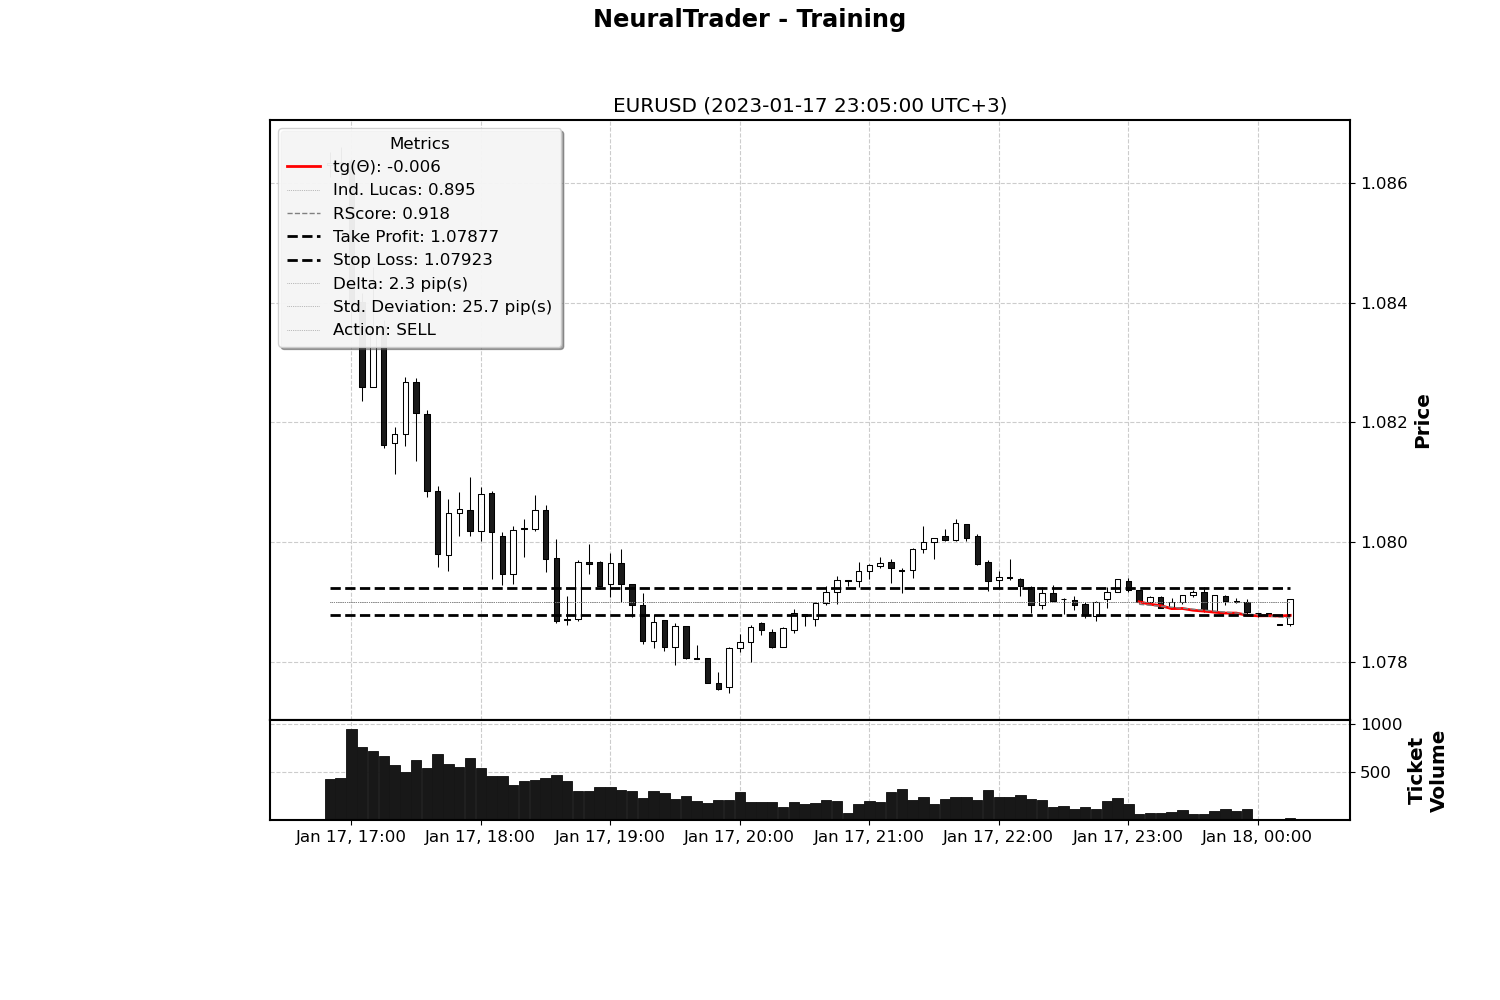 NeuralTrader - Training
EURUSD (2023-01-17 23:05:00 UTC+3)
Metrics
tg(Θ): -0.006
Ind. Lucas: 0.895
RScore: 0.918
Take Profit: 1.07877
Stop Loss: 1.07923
Delta: 2.3 pip(s)
Std. Deviation: 25.7 pip(s)
Action: SELL
1.086
1.084
1.082
1.080
1.078
Price
1000
500
Ticket
Volume
Jan 17, 17:00
Jan 17, 18:00
Jan 17, 19:00
Jan 17, 20:00
Jan 17, 21:00
Jan 17, 22:00
Jan 17, 23:00
Jan 18, 00:00